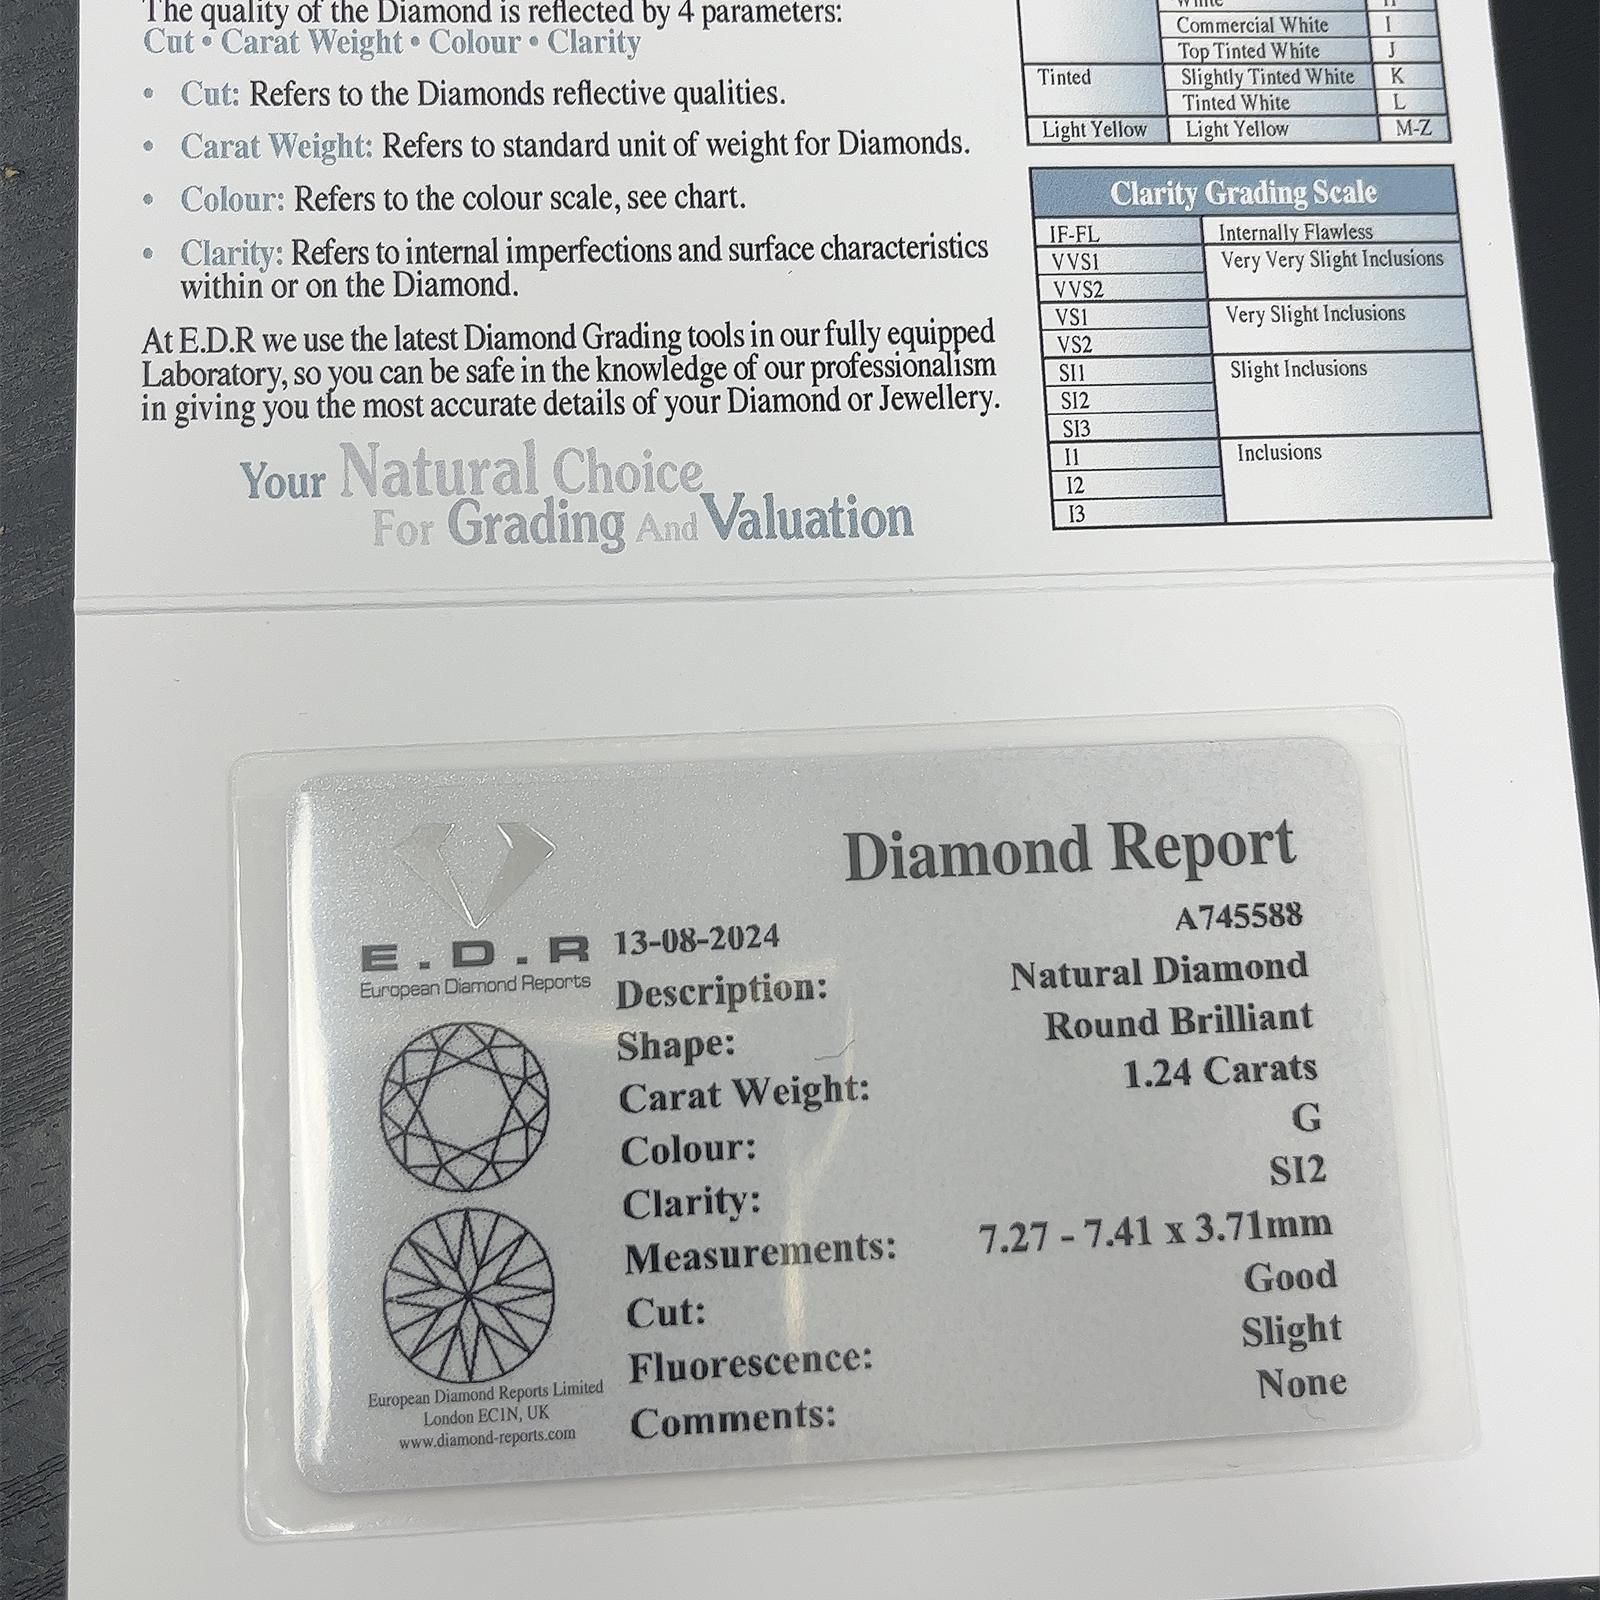 The quality of the Diamond is reflected by 4 parameters:
Cut • Carat Weight • Colour • Clarity
• Cut: Refers to the Diamonds reflective qualities.
• Carat Weight: Refers to standard unit of weight for Diamonds.
• Colour: Refers to the colour scale, see chart.
• Clarity: Refers to internal imperfections and surface characteristics
within or on the Diamond.
At E.D.R we use the latest Diamond Grading tools in our fully equipped
Laboratory, so you can be safe in the knowledge of our professionalism
in giving you the most accurate details of your Diamond or Jewellery.
Your Natural Choice
For Grading And Valuation
White H
Commercial White I
Top Tinted White J
Tinted Slightly Tinted White K
Tinted White L
Light Yellow Light Yellow M-Z
Clarity Grading Scale
IF-FL Internally Flawless
VVS1 Very Very Slight Inclusions
VVS2
VS1 Very Slight Inclusions
VS2
SI1 Slight Inclusions
SI2
SI3
I1 Inclusions
I2
I3
Diamond Report
E.D.R
European Diamond Reports
13-08-2024 A745588
Description: Natural Diamond
Shape: Round Brilliant
Carat Weight: 1.24 Carats
Colour: G
Clarity: SI2
Measurements: 7.27 - 7.41 x 3.71mm
Cut: Good
Fluorescence: Slight
Comments: None
European Diamond Reports Limited
London EC1N, UK
www.diamond-reports.com